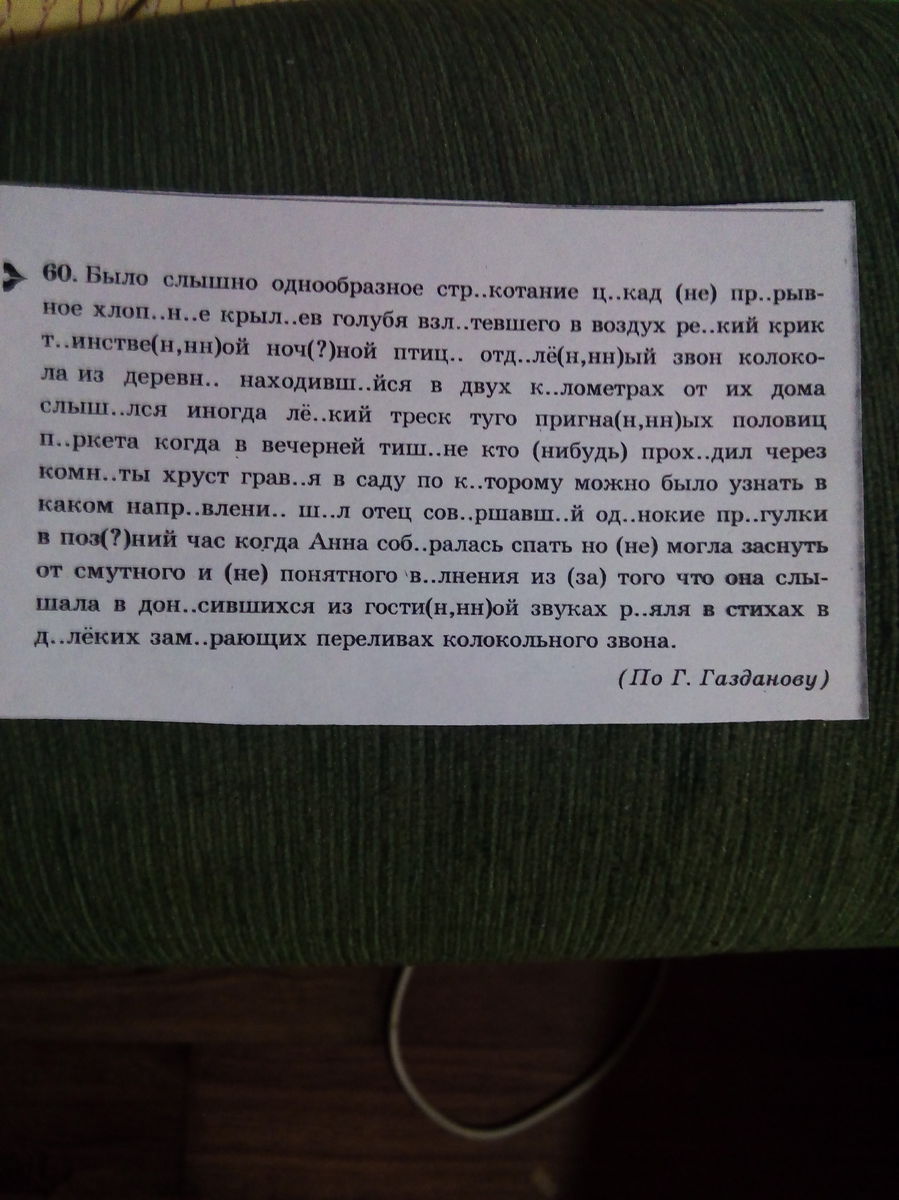 60. Было слышно однообразное стр..котание ц..кад (не) пр..рыв-
ное хлоп..н..е крыл..ев голубя взл..тевшего в воздух ре..кий крик
т..инстве(н,нн)ой ноч(?)ной птиц.. отд..лё(н,нн)ый звон колоко-
ла из деревн.. находивш..йся в двух к..лометрах от их дома
слыш..лся иногда лё..кий треск туго пригна(н,нн)ых половиц
п..ркета когда в вечерней тиш..не кто (нибудь) прох..дил через
комн..ты хруст грав..я в саду по к..торому можно было узнать в
каком напр..влени.. ш..л отец сов..ршавш..й од..нокие пр..гулки
в поз(?)ний час когда Анна соб..ралась спать но (не) могла заснуть
от смутного и (не) понятного в..лнения из (за) того что она слы-
шала в дон..сившихся из гости(н,нн)ой звуках р..яля в стихах в
д..лёких зам..рающих переливах колокольного звона.
(По Г. Газданову)